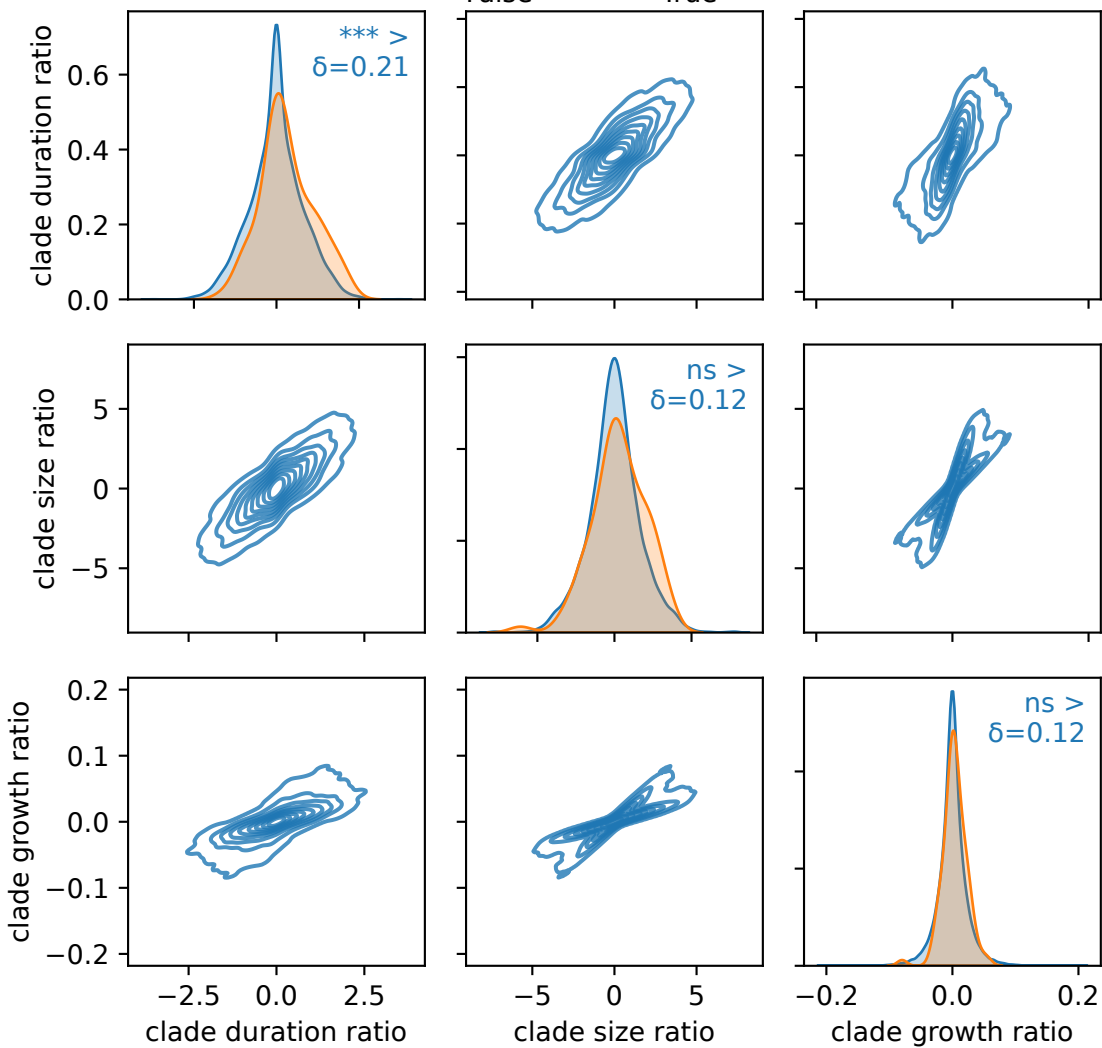 False True
clade duration ratio
0.6
0.4
0.2
0.0
*** >
δ=0.21
clade size ratio
5
0
−5
ns >
δ=0.12
clade growth ratio
0.2
0.1
0.0
−0.1
−0.2
ns >
δ=0.12
−2.5 0.0 2.5
−5 0 5
−0.2 0.0 0.2
clade duration ratio
clade size ratio
clade growth ratio